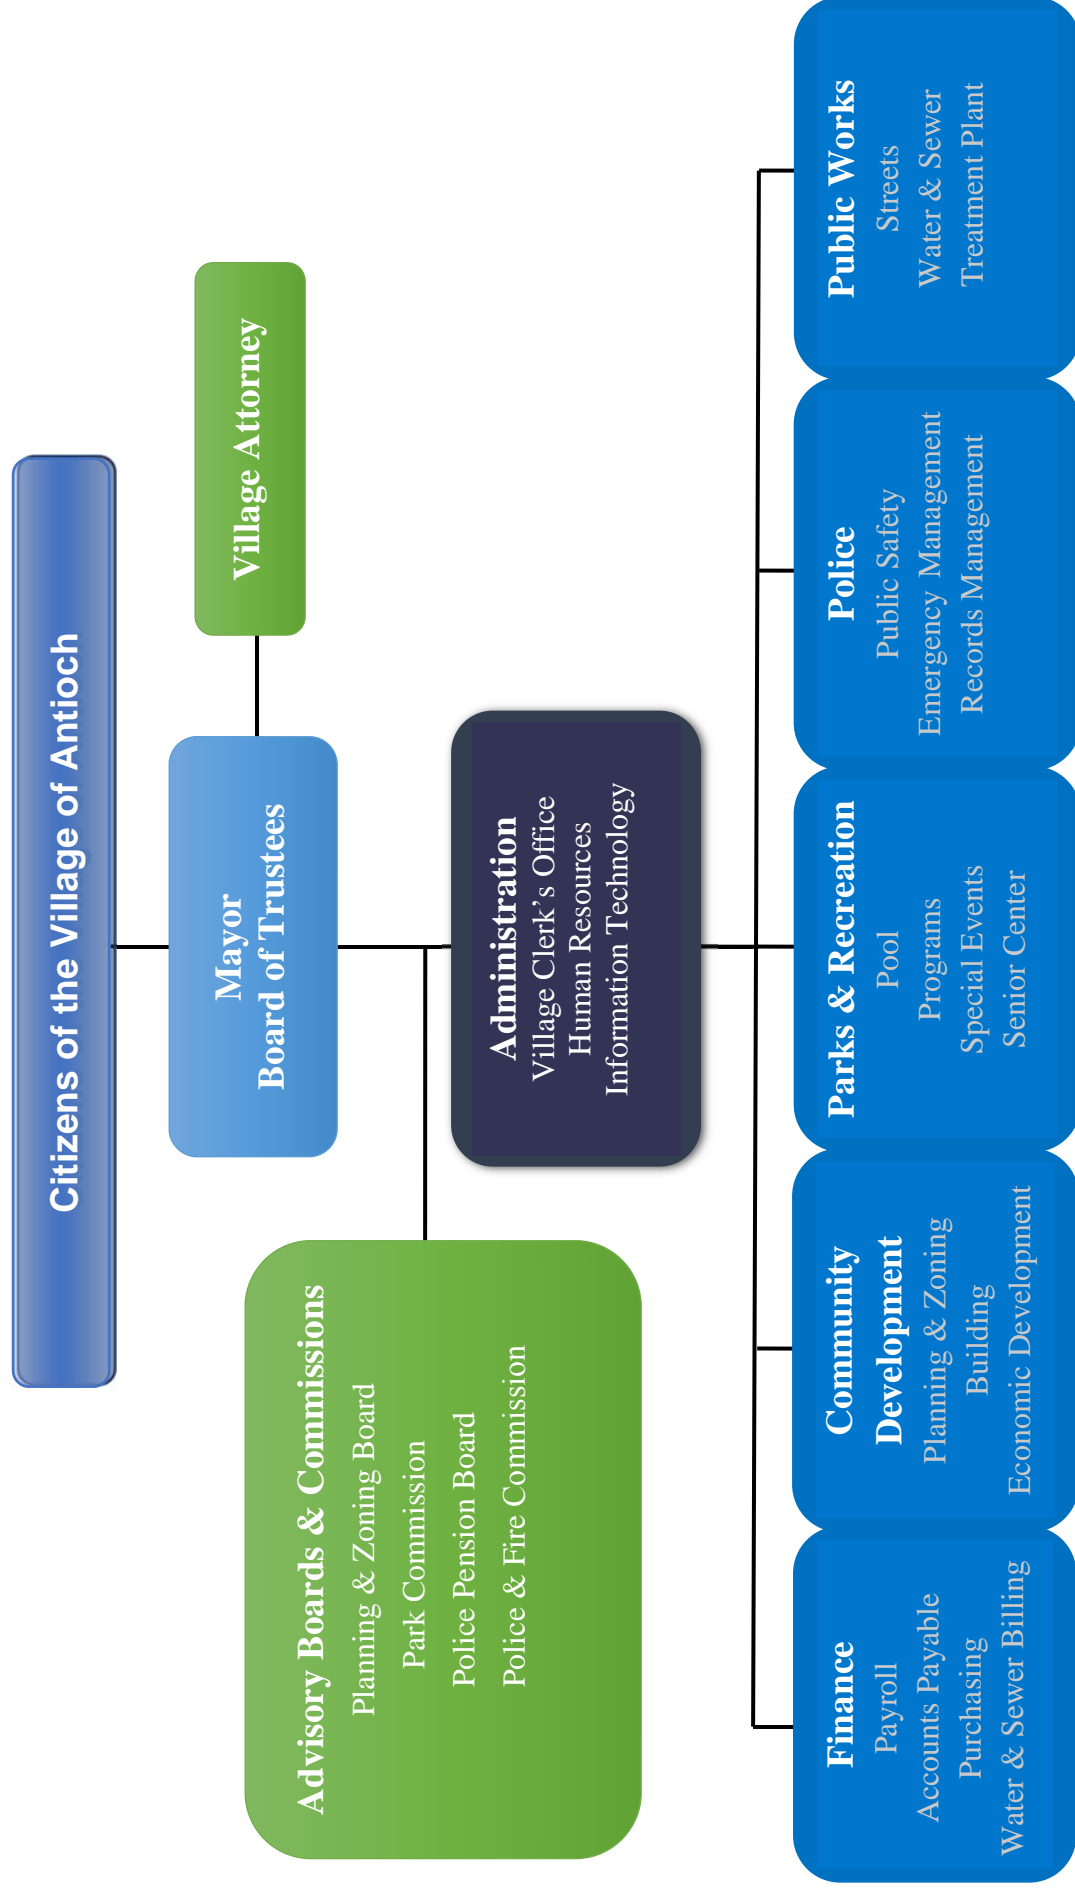 Citizens of the Village of Antioch
Mayor
Board of Trustees
Village Attorney
Advisory Boards & Commissions
Planning & Zoning Board
Park Commission
Police Pension Board
Police & Fire Commission
Administration
Village Clerk’s Office
Human Resources
Information Technology
Finance
Payroll
Accounts Payable
Purchasing
Water & Sewer Billing
Community
Development
Planning & Zoning
Building
Economic Development
Parks & Recreation
Pool
Programs
Special Events
Senior Center
Police
Public Safety
Emergency Management
Records Management
Public Works
Streets
Water & Sewer
Treatment Plant